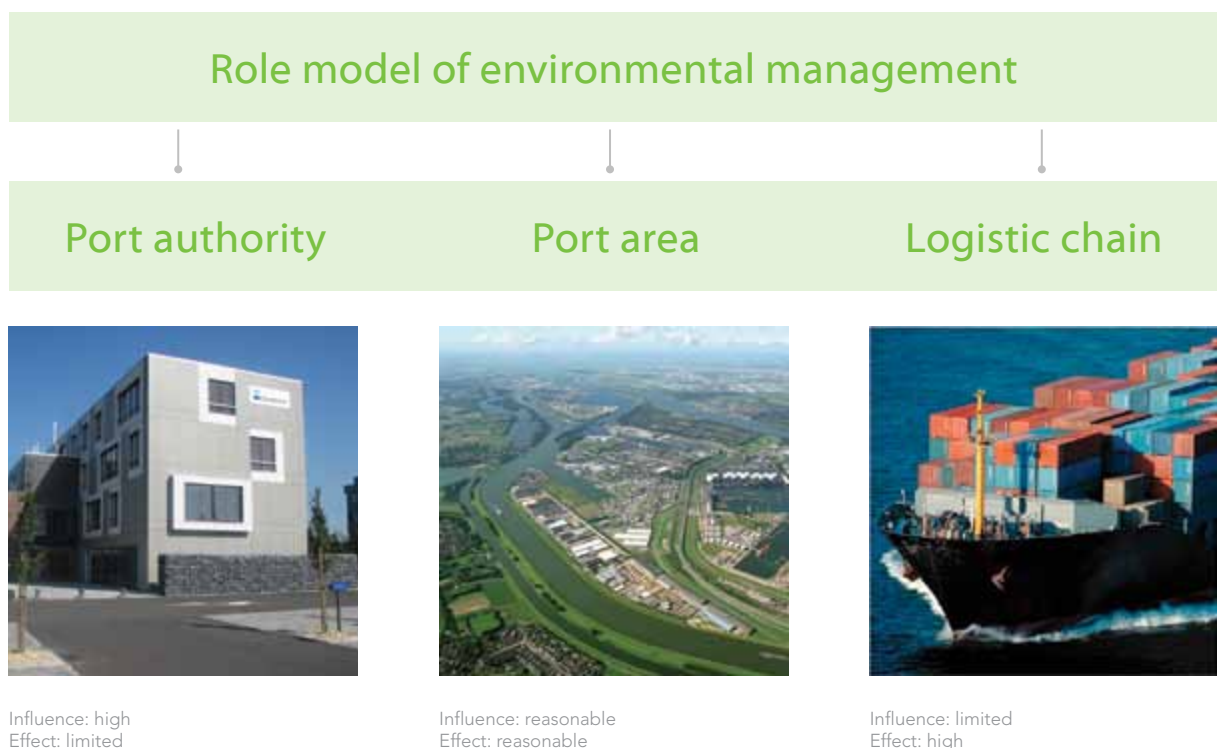 Role model of environmental management
Port authority
Port area
Logistic chain
Influence: high
Effect: limited
Influence: reasonable
Effect: reasonable
Influence: limited
Effect: high